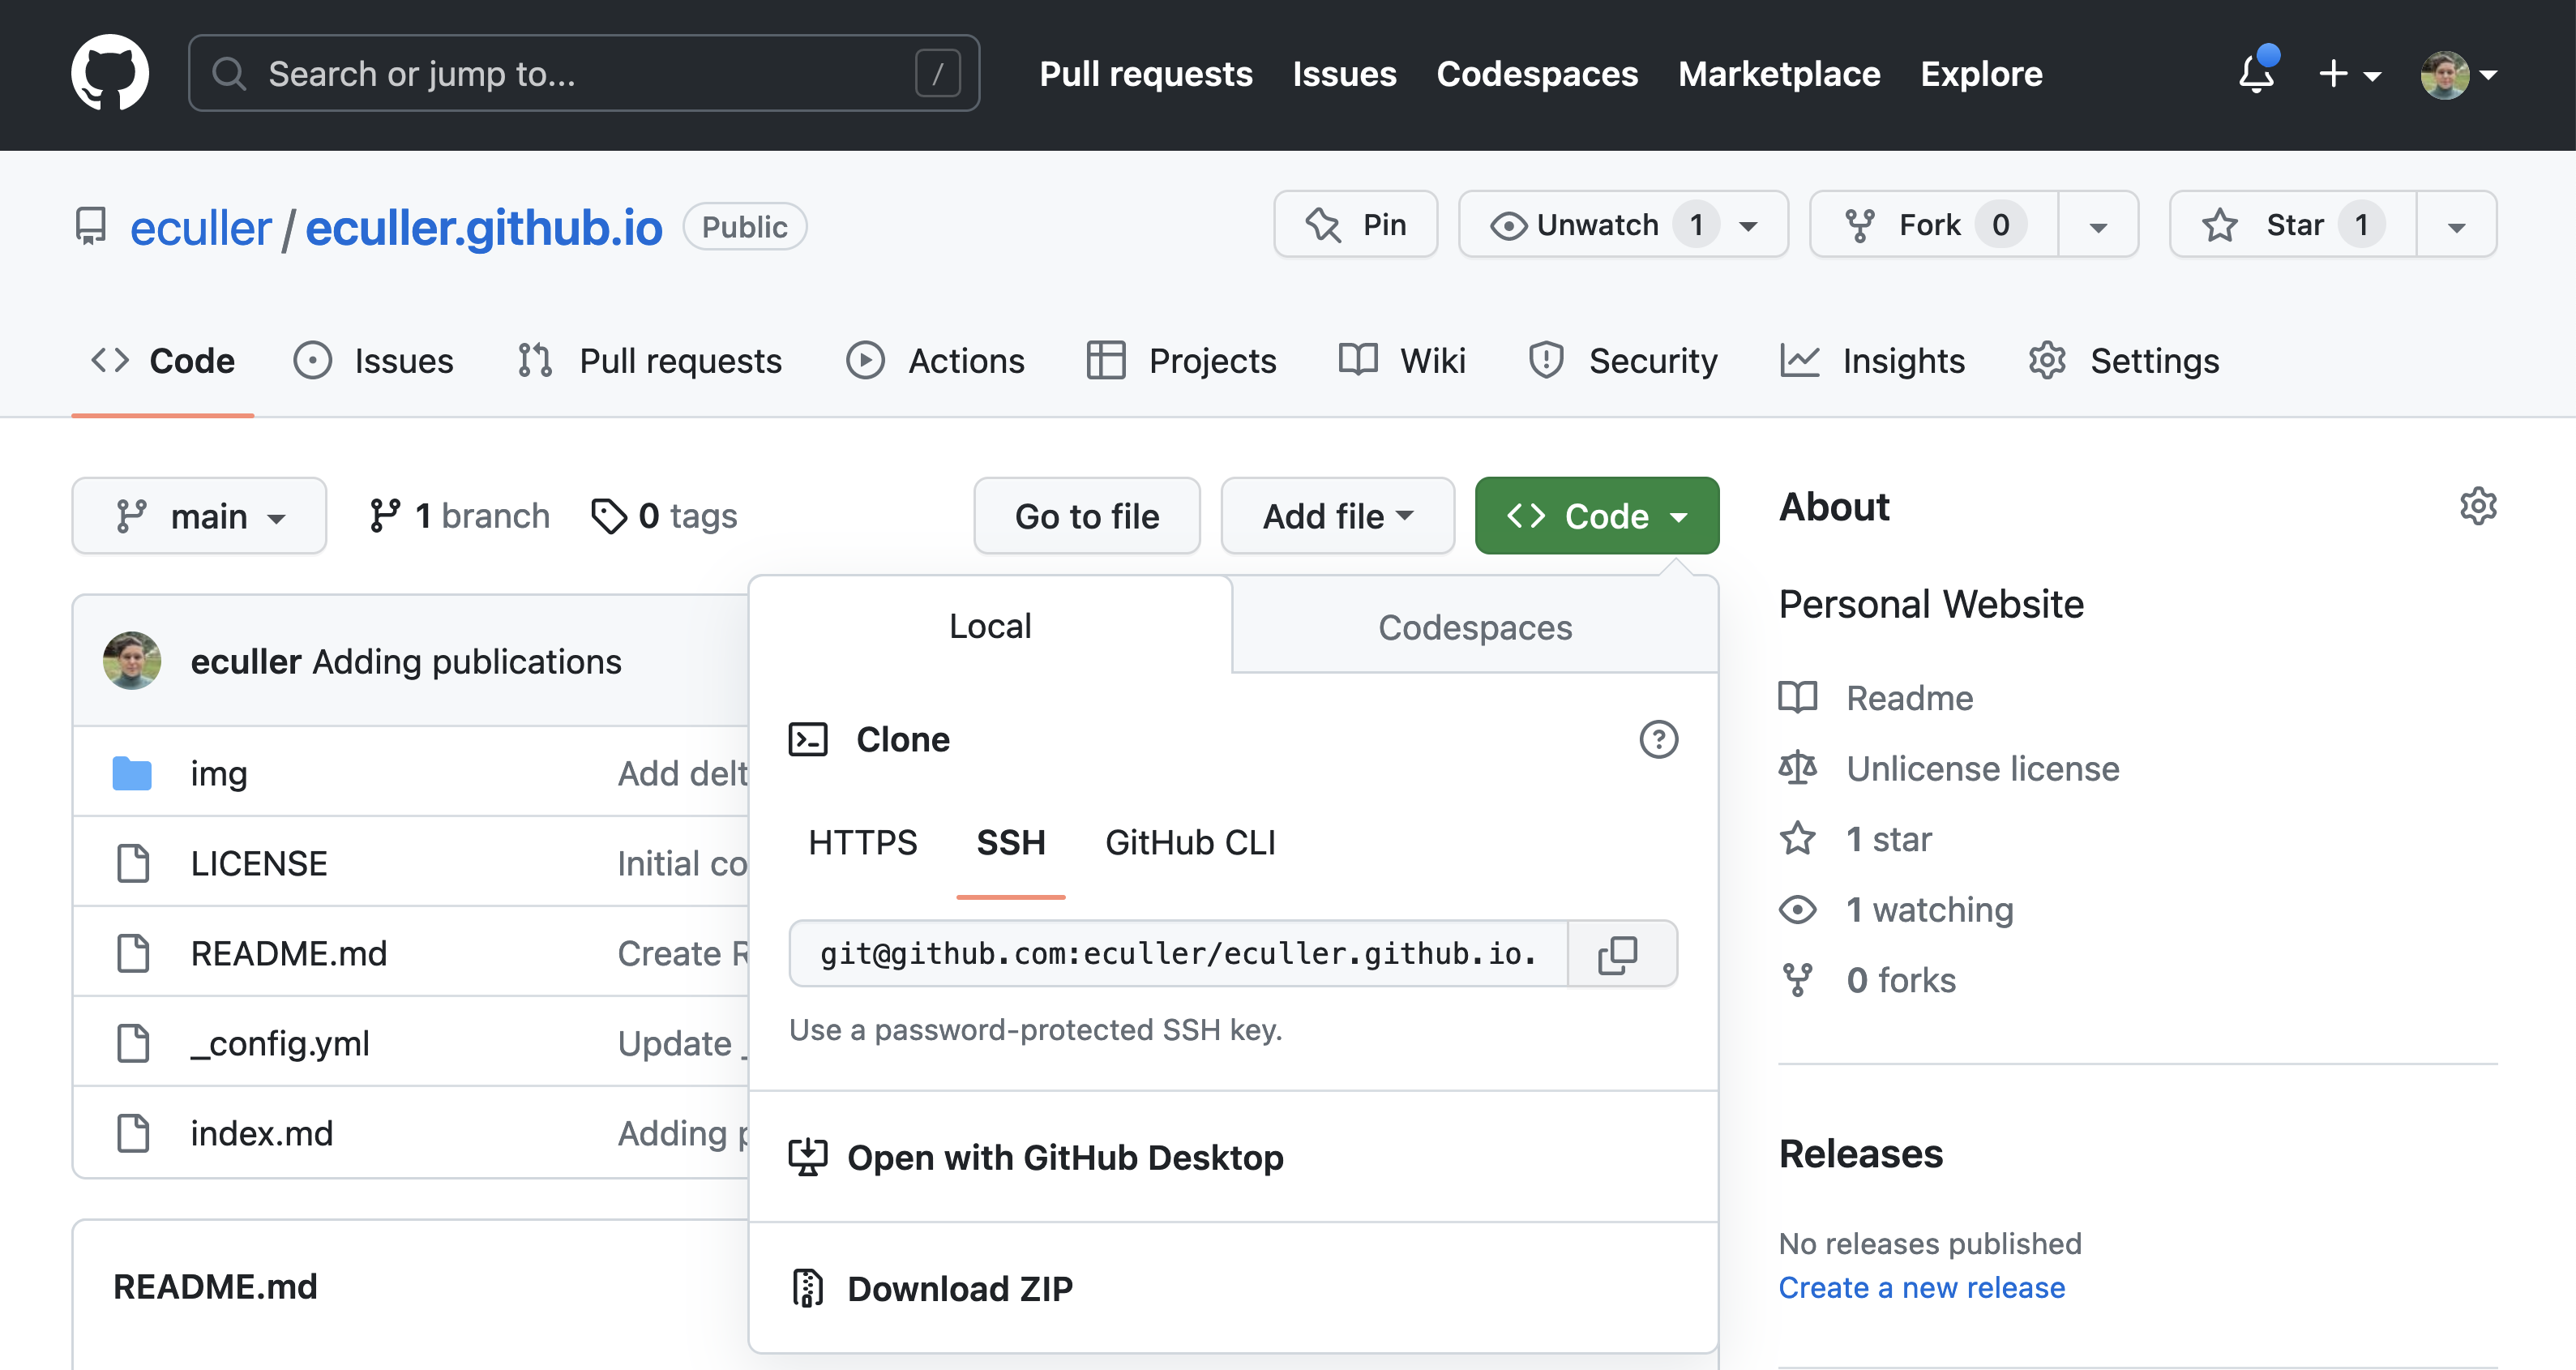 Search or jump to... /
Pull requests Issues Codespaces Marketplace Explore
eculler / eculler.github.io Public
Pin Unwatch 1 Fork 0 Star 1
Code Issues Pull requests Actions Projects Wiki Security Insights Settings
main 1 branch 0 tags Go to file Add file Code
eculler Adding publications
img Add delt
LICENSE Initial co
README.md Create R
_config.yml Update _
index.md Adding p
README.md
Local Codespaces
Clone
HTTPS SSH GitHub CLI
git@github.com:eculler/eculler.github.io.
Use a password-protected SSH key.
Open with GitHub Desktop
Download ZIP
About
Personal Website
Readme
Unlicense license
1 star
1 watching
0 forks
Releases
No releases published
Create a new release